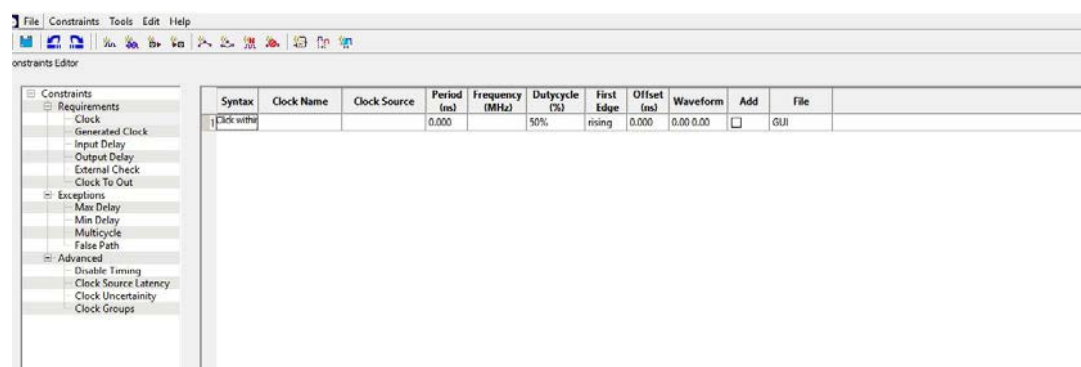 File Constraints Tools Edit Help
onstraints Editor
Constraints
Requirements
Clock
Generated Clock
Input Delay
Output Delay
External Check
Clock To Out
Exceptions
Max Delay
Min Delay
Multicycle
False Path
Advanced
Disable Timing
Clock Source Latency
Clock Uncertainity
Clock Groups
Syntax Clock Name Clock Source Period (ns) Frequency (MHz) Dutycycle (%) First Edge Offset (ns) Waveform Add File
1 Click withir 0.000 50% rising 0.000 0.00 0.00 GUI